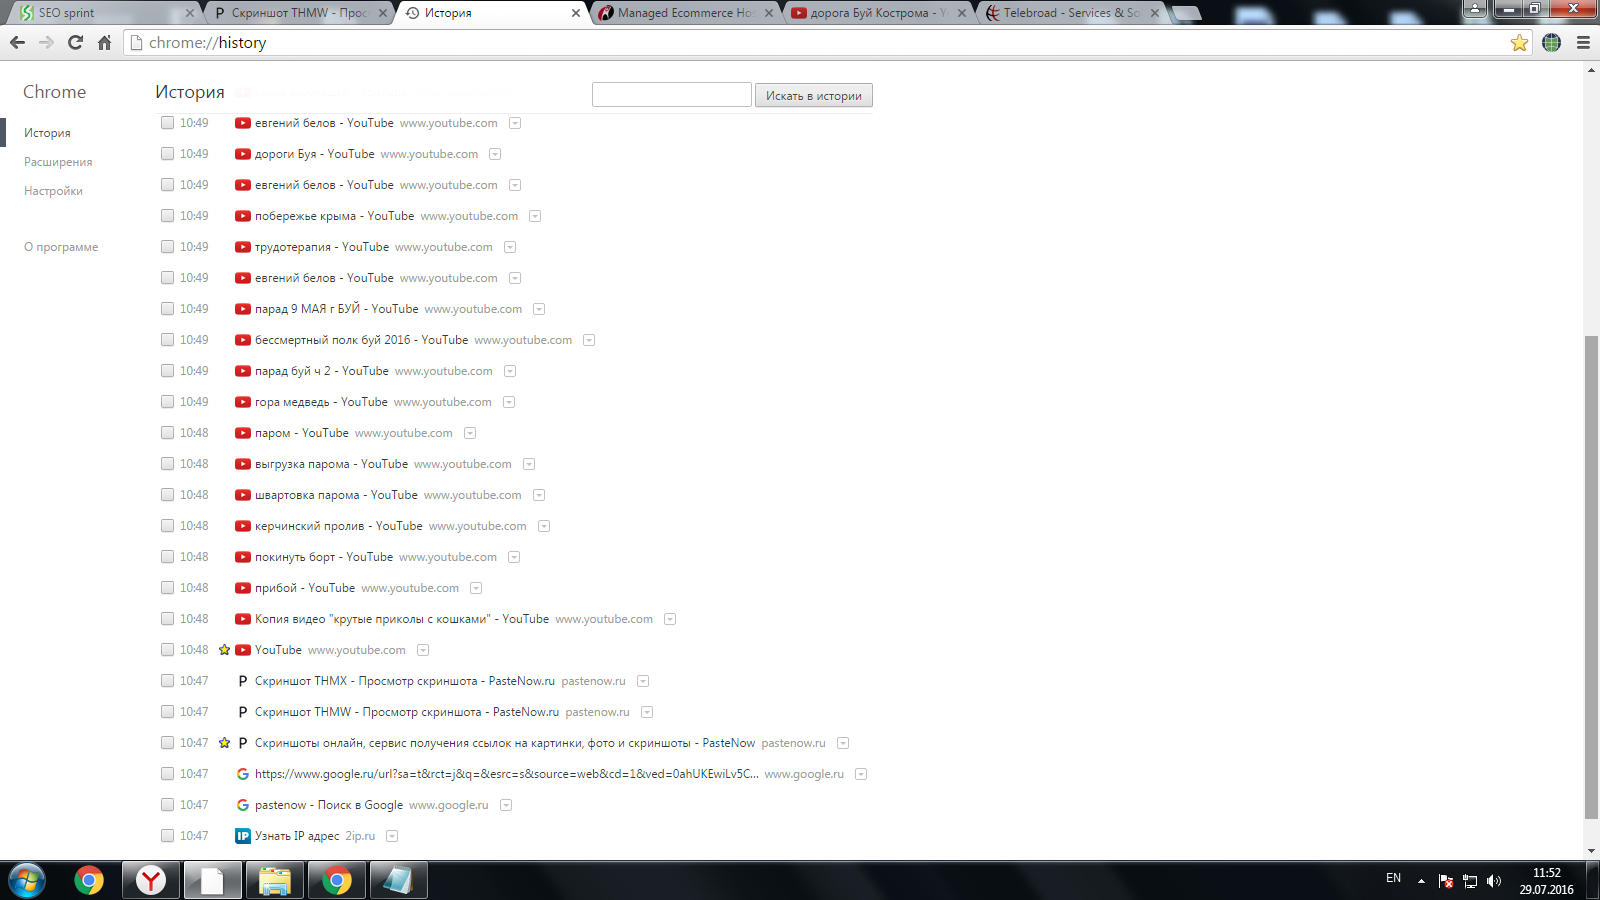 SEO sprint
Скриншот THMW - Прос
История
Managed Ecommerce Hos
дорога Буй Кострома - Yo
Telebroad - Services & So
chrome://history
Chrome
История
Искать в истории
История
Расширения
Настройки
О программе
10:49 евгений белов - YouTube www.youtube.com
10:49 дороги Буя - YouTube www.youtube.com
10:49 евгений белов - YouTube www.youtube.com
10:49 побережье крыма - YouTube www.youtube.com
10:49 трудотерапия - YouTube www.youtube.com
10:49 евгений белов - YouTube www.youtube.com
10:49 парад 9 МАЯ г БУЙ - YouTube www.youtube.com
10:49 бессмертный полк буй 2016 - YouTube www.youtube.com
10:49 парад буй ч 2 - YouTube www.youtube.com
10:49 гора медведь - YouTube www.youtube.com
10:48 паром - YouTube www.youtube.com
10:48 выгрузка парома - YouTube www.youtube.com
10:48 швартовка парома - YouTube www.youtube.com
10:48 керчинский пролив - YouTube www.youtube.com
10:48 покинуть борт - YouTube www.youtube.com
10:48 прибой - YouTube www.youtube.com
10:48 Копия видео "крутые приколы с кошками" - YouTube www.youtube.com
10:48 YouTube www.youtube.com
10:47 P Скриншот THMX - Просмотр скриншота - PasteNow.ru pastenow.ru
10:47 P Скриншот THMW - Просмотр скриншота - PasteNow.ru pastenow.ru
10:47 P Скриншоты онлайн, сервис получения ссылок на картинки, фото и скриншоты - PasteNow pastenow.ru
10:47 G https://www.google.ru/url?sa=t&rct=j&q=&esrc=s&source=web&cd=1&ved=0ahUKEwiLv5C... www.google.ru
10:47 G pastenow - Поиск в Google www.google.ru
10:47 IP Узнать IP адрес 2ip.ru
EN
11:52
29.07.2016